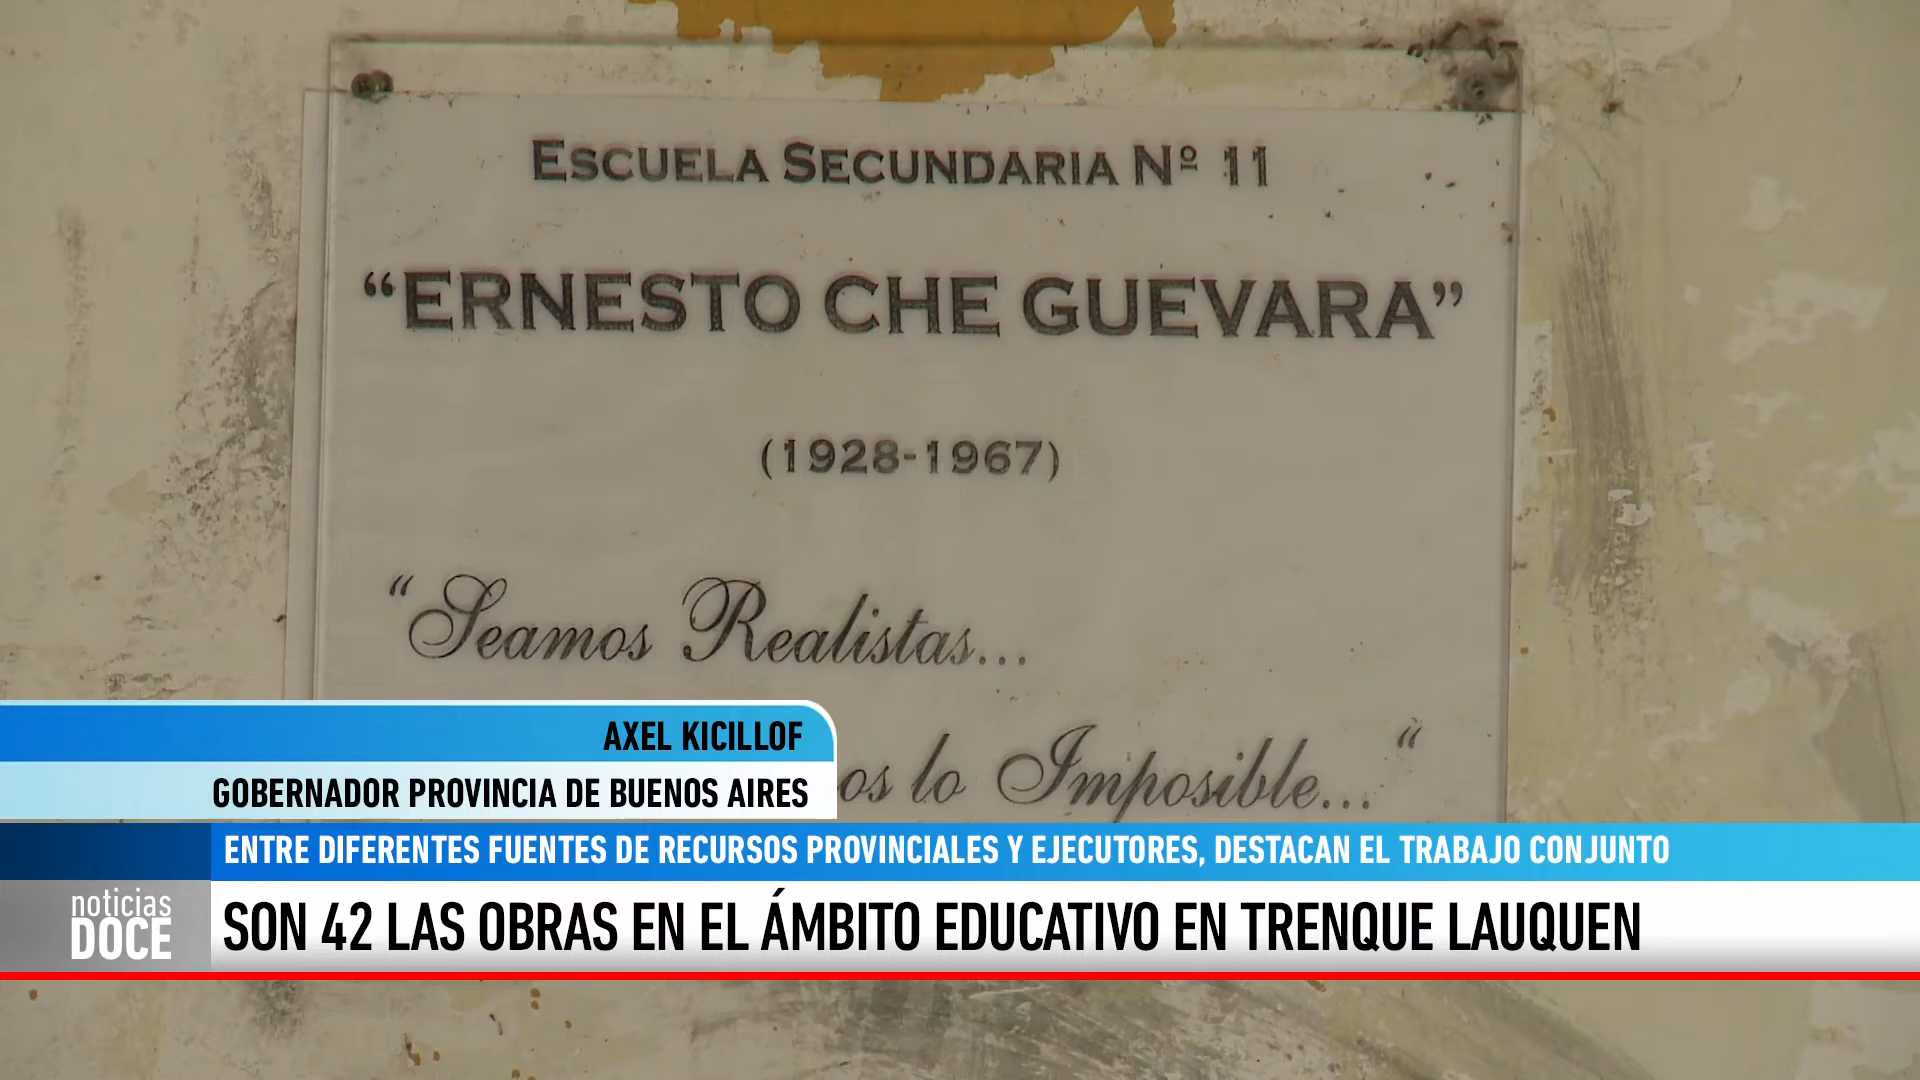 ESCUELA SECUNDARIA Nº 11
“ERNESTO CHE GUEVARA”
(1928-1967)
“Seamos Realistas...
os lo Imposible...“
AXEL KICILLOF
GOBERNADOR PROVINCIA DE BUENOS AIRES
ENTRE DIFERENTES FUENTES DE RECURSOS PROVINCIALES Y EJECUTORES, DESTACAN EL TRABAJO CONJUNTO
noticias
DOCE
SON 42 LAS OBRAS EN EL ÁMBITO EDUCATIVO EN TRENQUE LAUQUEN